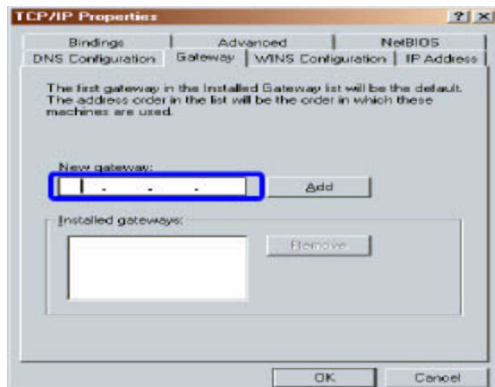 TCP/IP Properties
? ×
Bindings Advanced NetBIOS
DNS Configuration Gateway WINS Configuration IP Address
The first gateway in the Installed Gateway list will be the default.
The address order in the list will be the order in which these
machines are used.
New gateway:
. . .
Add
Installed gateways:
Remove
OK Cancel